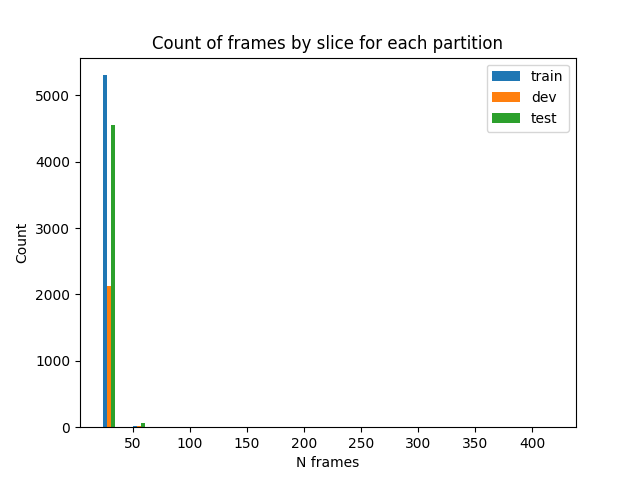 Count of frames by slice for each partition
train
dev
test
5000
4000
3000
2000
1000
0
Count
50 100 150 200 250 300 350 400
N frames